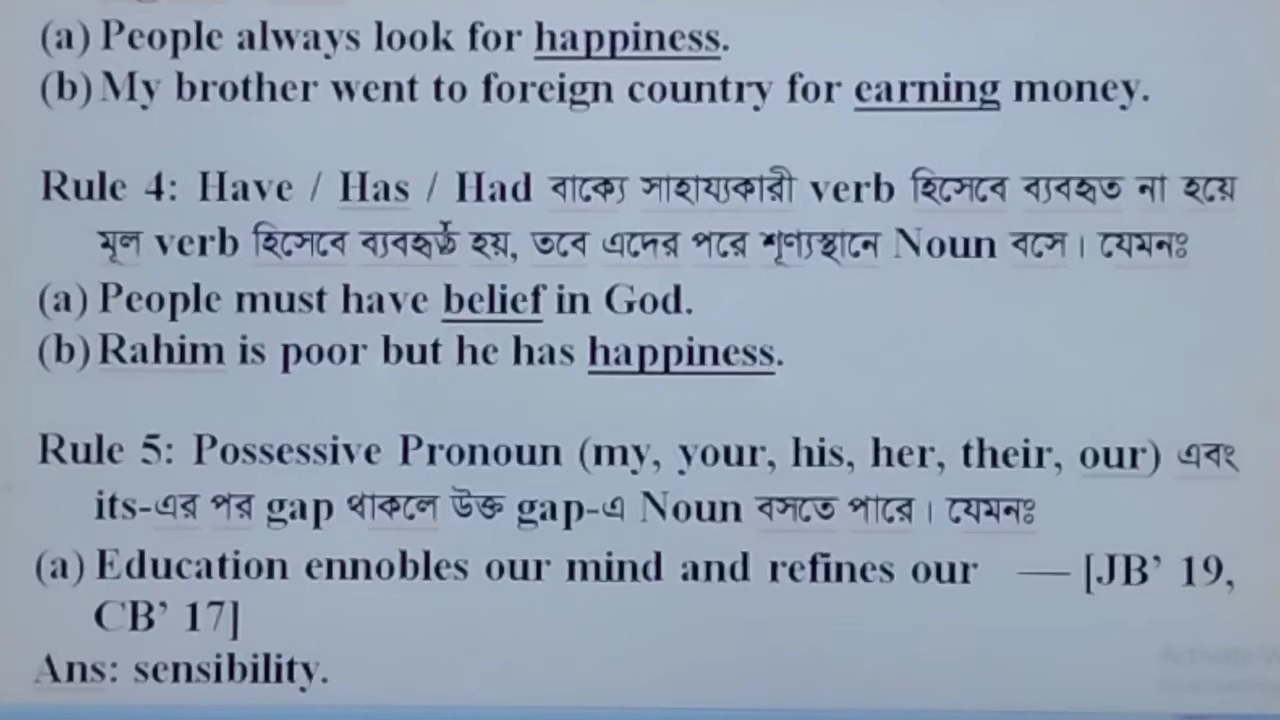 (a) People always look for happiness.
(b) My brother went to foreign country for earning money.
Rule 4: Have / Has / Had বাক্যে সাহায্যকারী verb হিসেবে ব্যবহৃত না হয়ে
মূল verb হিসেবে ব্যবহৃত হয়, তবে এদের পরে শূণ্যস্থানে Noun বসে। যেমনঃ
(a) People must have belief in God.
(b) Rahim is poor but he has happiness.
Rule 5: Possessive Pronoun (my, your, his, her, their, our) এবং
its-এর পর gap থাকলে উক্ত gap-এ Noun বসতে পারে। যেমনঃ
(a) Education ennobles our mind and refines our — [JB’ 19,
CB’ 17]
Ans: sensibility.